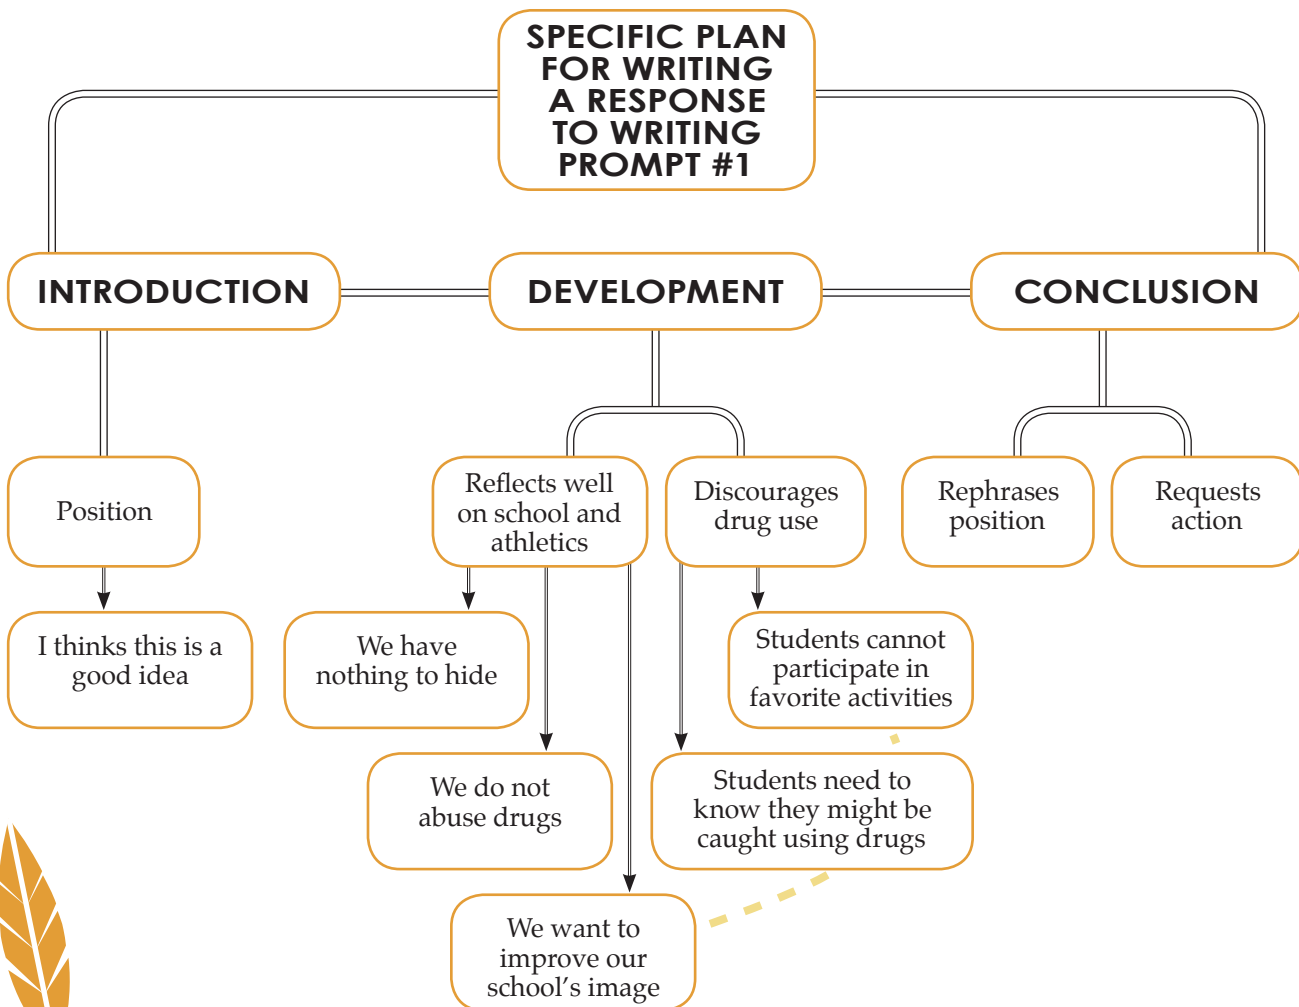 SPECIFIC PLAN
FOR WRITING
A RESPONSE
TO WRITING
PROMPT #1
INTRODUCTION
DEVELOPMENT
CONCLUSION
Position
Reflects well
on school and
athletics
Discourages
drug use
Rephrases
position
Requests
action
I thinks this is a
good idea
We have
nothing to hide
Students cannot
participate in
favorite activities
We do not
abuse drugs
Students need to
know they might be
caught using drugs
We want to
improve our
school's image